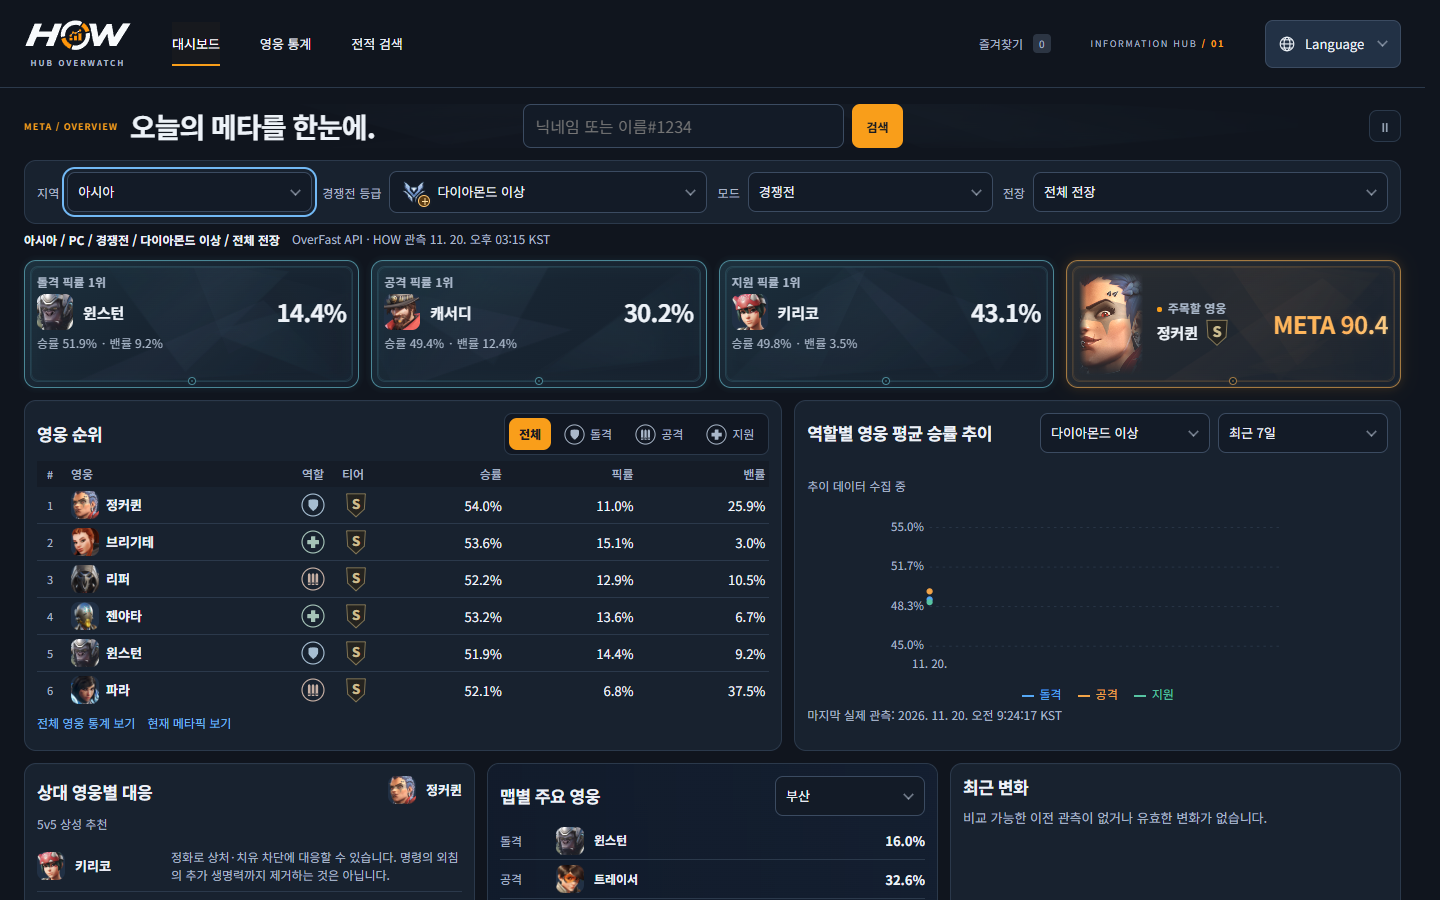 HOW
HUB OVERWATCH
대시보드
영웅 통계
전적 검색
즐겨찾기 0
INFORMATION HUB / 01
Language
META / OVERVIEW
오늘의 메타를 한눈에.
닉네임 또는 이름#1234
검색
지역
아시아
경쟁전 등급
다이아몬드 이상
모드
경쟁전
전장
전체 전장
아시아 / PC / 경쟁전 / 다이아몬드 이상 / 전체 전장 OverFast API · HOW 관측 11. 20. 오후 03:15 KST
돌격 픽률 1위
윈스턴
14.4%
승률 51.9% · 밴률 9.2%
공격 픽률 1위
캐서디
30.2%
승률 49.4% · 밴률 12.4%
지원 픽률 1위
키리코
43.1%
승률 49.8% · 밴률 3.5%
주목할 영웅
정커퀸 S
META 90.4
영웅 순위
전체 돌격 공격 지원
# 영웅 역할 티어 승률 픽률 밴률
1 정커퀸 S 54.0% 11.0% 25.9%
2 브리기테 S 53.6% 15.1% 3.0%
3 리퍼 S 52.2% 12.9% 10.5%
4 젠야타 S 53.2% 13.6% 6.7%
5 윈스턴 S 51.9% 14.4% 9.2%
6 파라 S 52.1% 6.8% 37.5%
전체 영웅 통계 보기 현재 메타픽 보기
역할별 영웅 평균 승률 추이
다이아몬드 이상
최근 7일
추이 데이터 수집 중
55.0%
51.7%
48.3%
45.0%
11. 20.
돌격 공격 지원
마지막 실제 관측: 2026. 11. 20. 오전 9:24:17 KST
상대 영웅별 대응
정커퀸
5v5 상성 추천
키리코
정화로 상처·치유 차단에 대응할 수 있습니다. 명령의 외침
의 추가 생명력까지 제거하는 것은 아닙니다.
맵별 주요 영웅
부산
돌격 윈스턴 16.0%
공격 트레이서 32.6%
최근 변화
비교 가능한 이전 관측이 없거나 유효한 변화가 없습니다.